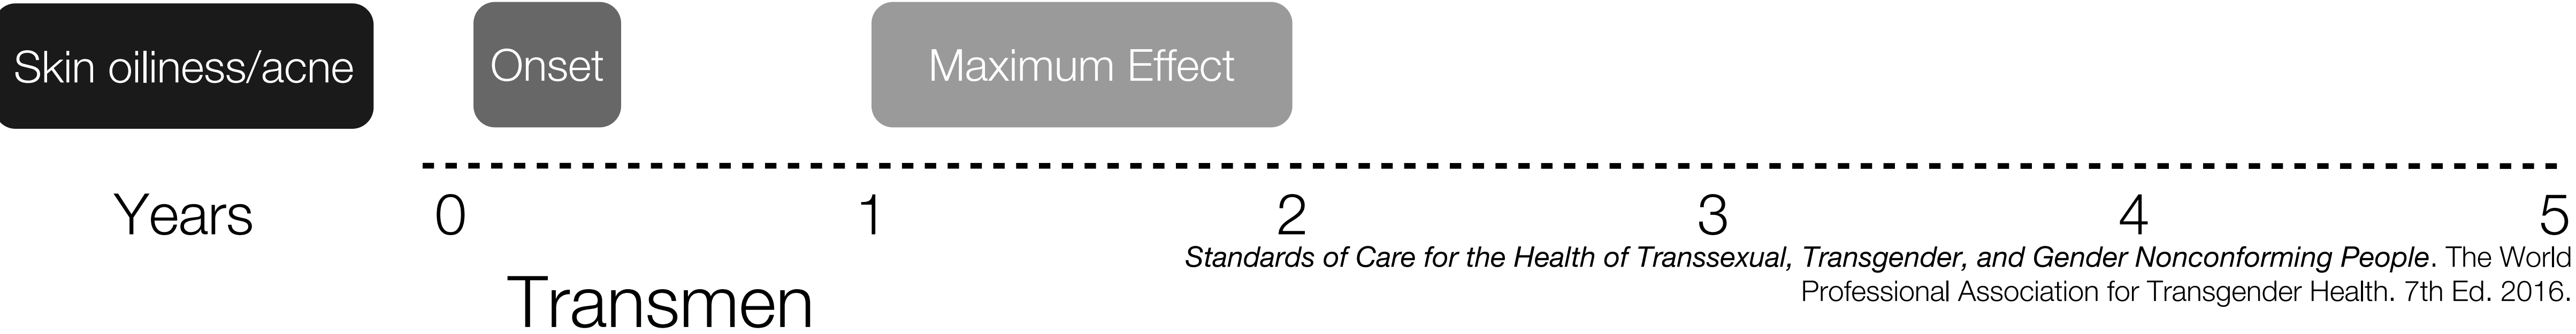 Skin oiliness/acne
Onset
Maximum Effect
Years
0
1
2
3
4
5
Standards of Care for the Health of Transsexual, Transgender, and Gender Nonconforming People. The World
Professional Association for Transgender Health. 7th Ed. 2016.
Transmen